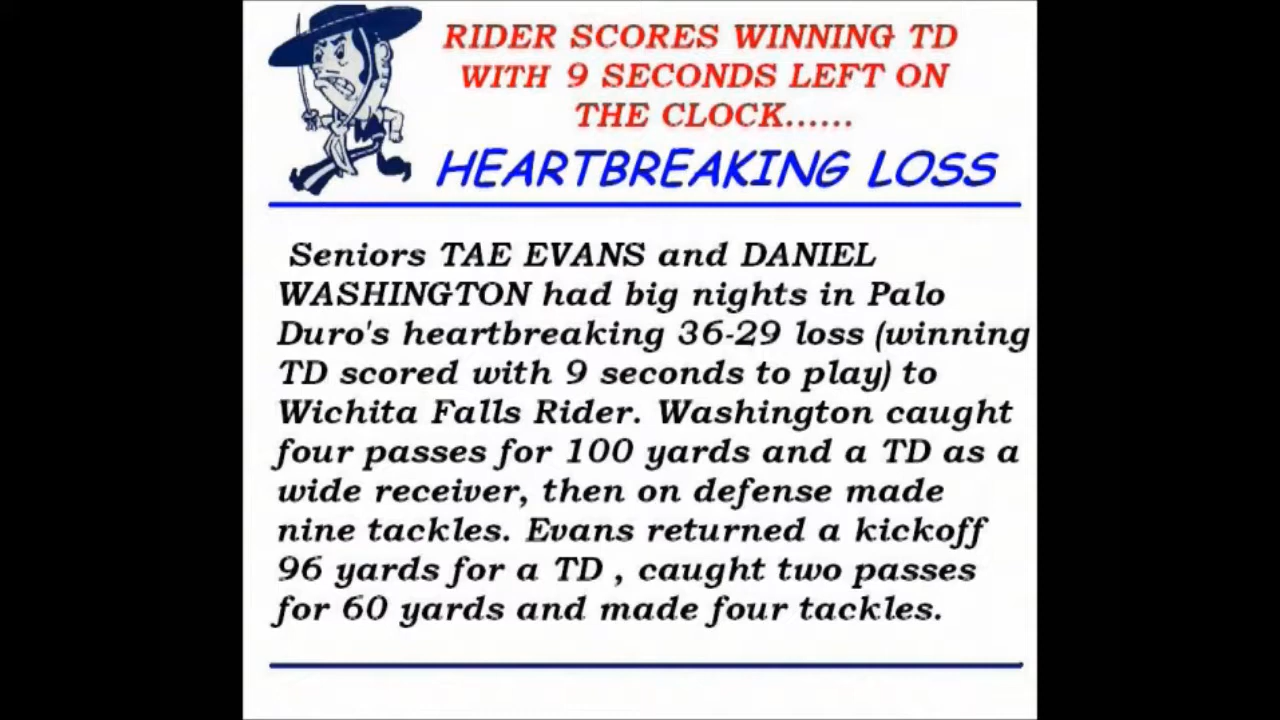 RIDER SCORES WINNING TD
WITH 9 SECONDS LEFT ON
THE CLOCK......
HEARTBREAKING LOSS
Seniors TAE EVANS and DANIEL
WASHINGTON had big nights in Palo
Duro's heartbreaking 36-29 loss (winning
TD scored with 9 seconds to play) to
Wichita Falls Rider. Washington caught
four passes for 100 yards and a TD as a
wide receiver, then on defense made
nine tackles. Evans returned a kickoff
96 yards for a TD , caught two passes
for 60 yards and made four tackles.